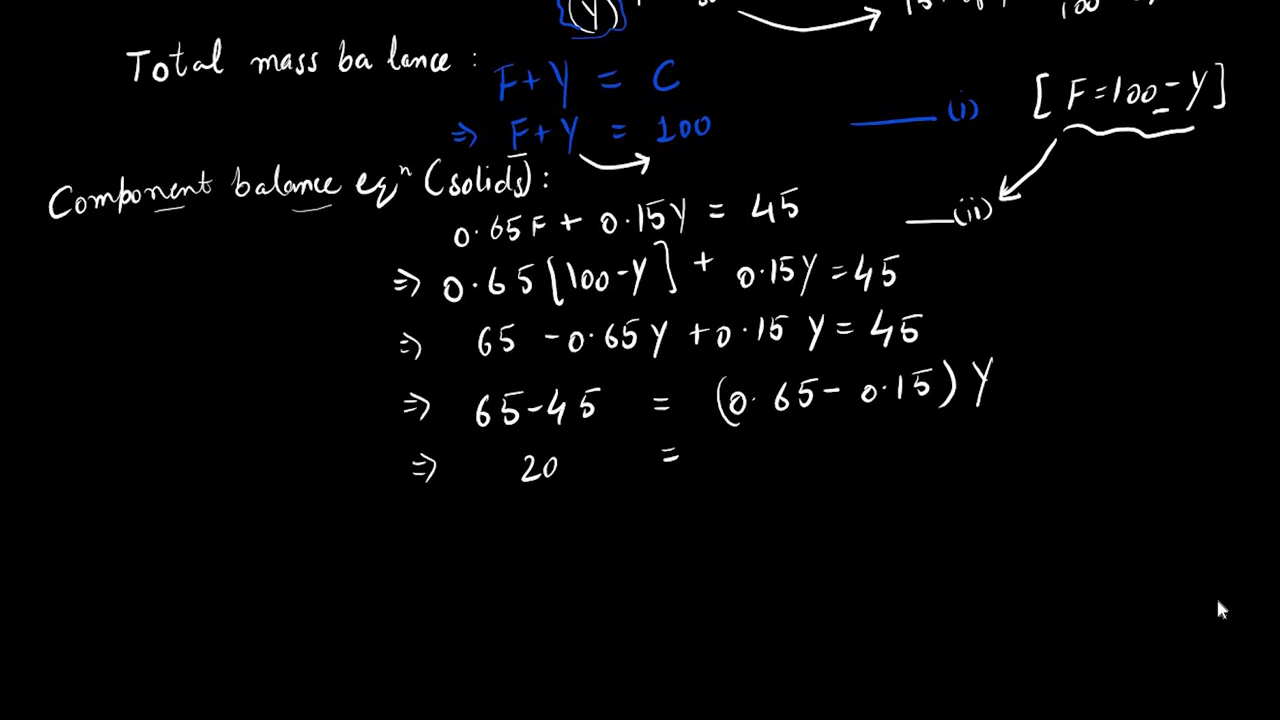 (Y)
Total mass balance :
F+Y = C
⇒ F+Y = 100 ——(i) [F=100-Y]
Component balance eqⁿ (solids):
0.65F + 0.15Y = 45 ——(ii)
⇒ 0.65[100-Y] + 0.15Y = 45
⇒ 65 - 0.65Y + 0.15Y = 45
⇒ 65-45 = (0.65 - 0.15) Y
⇒ 20 =